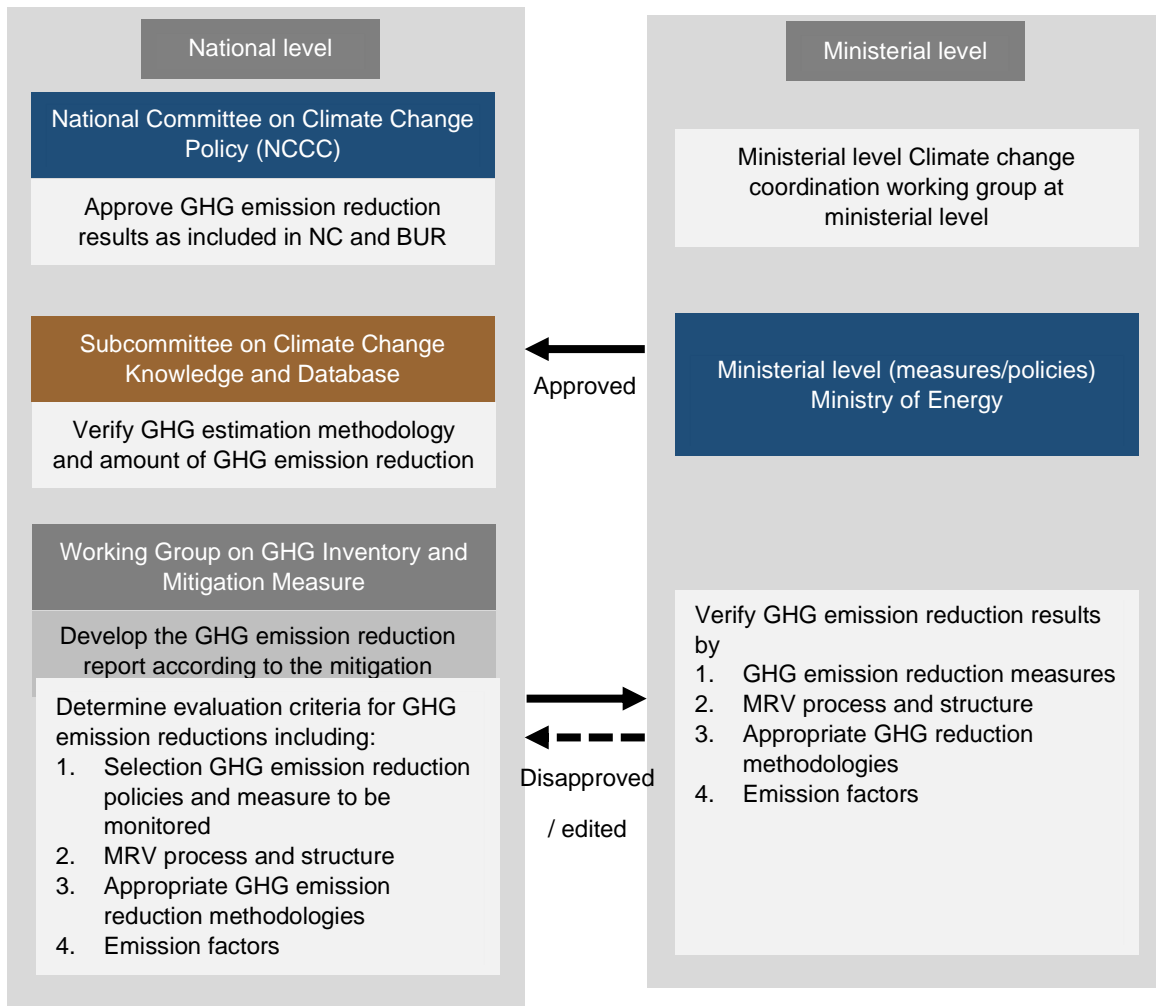 National level
National Committee on Climate Change
Policy (NCCC)
Approve GHG emission reduction
results as included in NC and BUR
Subcommittee on Climate Change
Knowledge and Database
Verify GHG estimation methodology
and amount of GHG emission reduction
Working Group on GHG Inventory and
Mitigation Measure
Develop the GHG emission reduction
report according to the mitigation
Determine evaluation criteria for GHG
emission reductions including:
1. Selection GHG emission reduction
policies and measure to be
monitored
2. MRV process and structure
3. Appropriate GHG emission
reduction methodologies
4. Emission factors
Approved
Disapproved
/ edited
Ministerial level
Ministerial level Climate change
coordination working group at
ministerial level
Ministerial level (measures/policies)
Ministry of Energy
Verify GHG emission reduction results
by
1. GHG emission reduction measures
2. MRV process and structure
3. Appropriate GHG reduction
methodologies
4. Emission factors